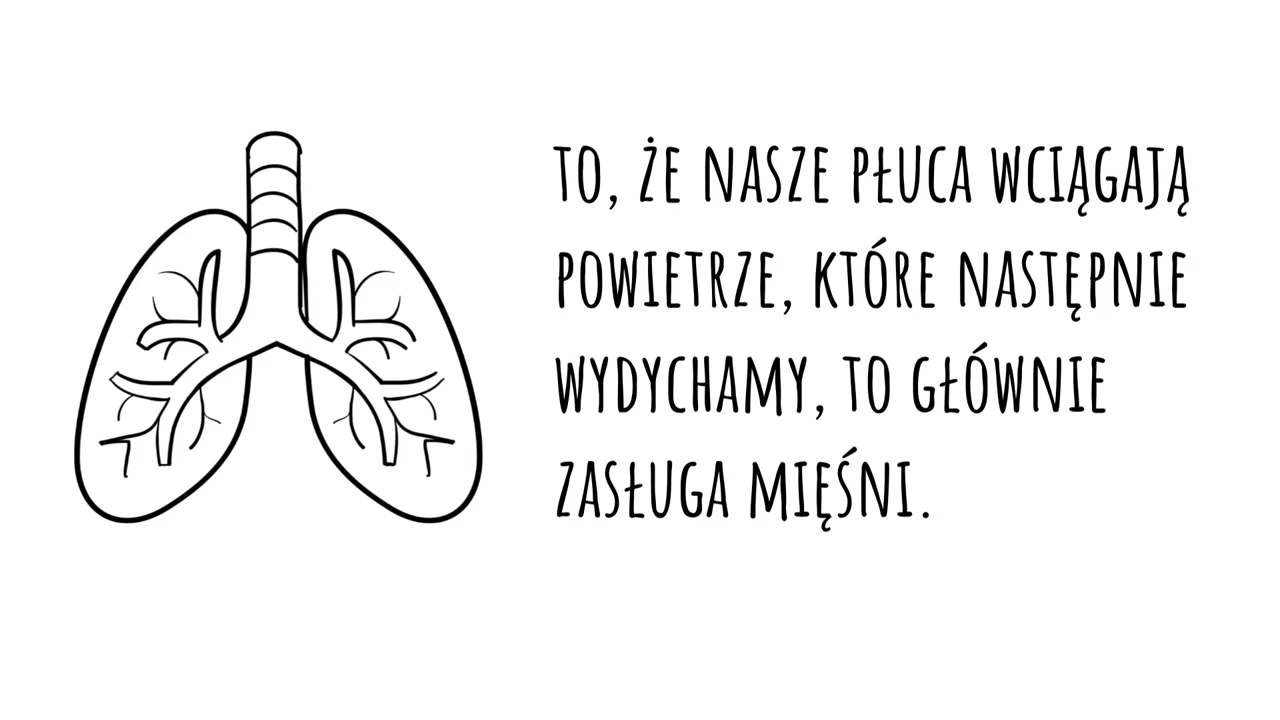 TO, ŻE NASZE PŁUCA WCIĄGAJĄ
POWIETRZE, KTÓRE NASTĘPNIE
WYDYCHAMY, TO GŁÓWNIE
ZASŁUGA MIĘŚNI.